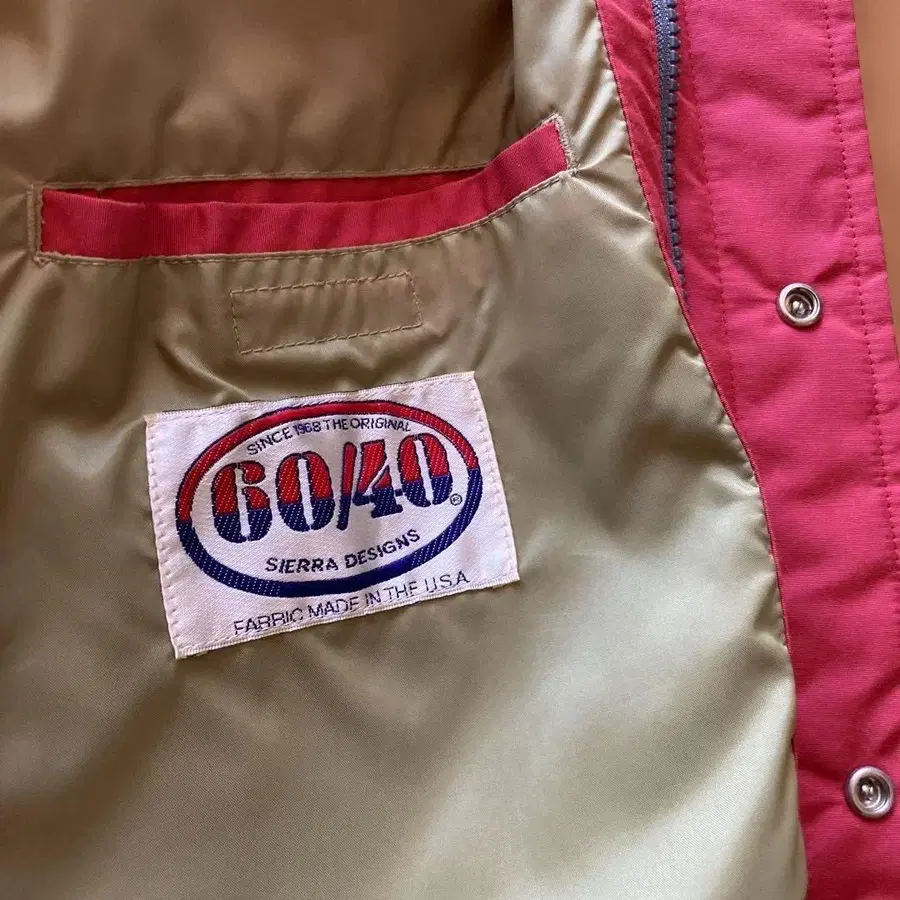 SINCE 1968 THE ORIGINAL
60/40®
SIERRA DESIGNS
FABRIC MADE IN THE U.S.A